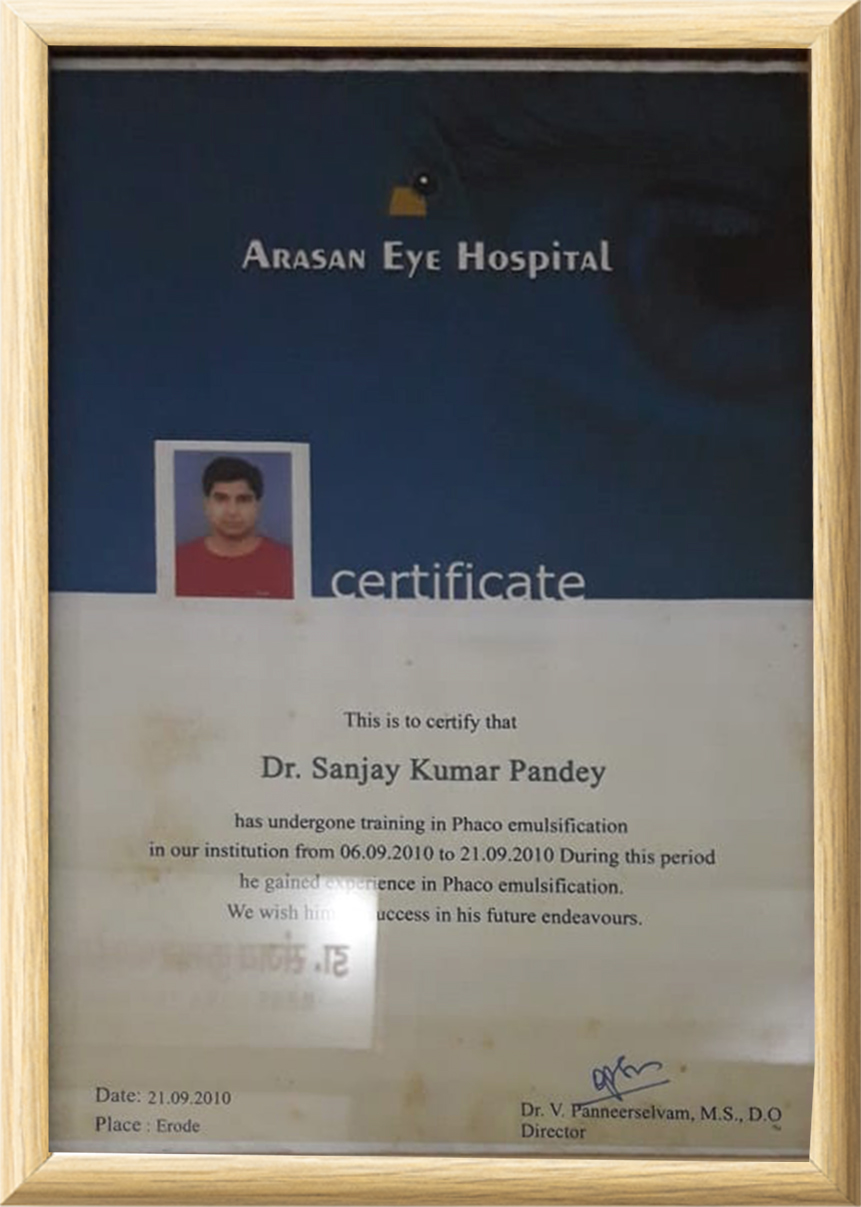 ARASAN EYE HOSPITAL
certificate
This is to certify that
Dr. Sanjay Kumar Pandey
has undergone training in Phaco emulsification
in our institution from 06.09.2010 to 21.09.2010 During this period
he gained experience in Phaco emulsification.
We wish him success in his future endeavours.
डा. संजय कुमार
Date: 21.09.2010
Place : Erode
Dr. V. Panneerselvam, M.S., D.O
Director